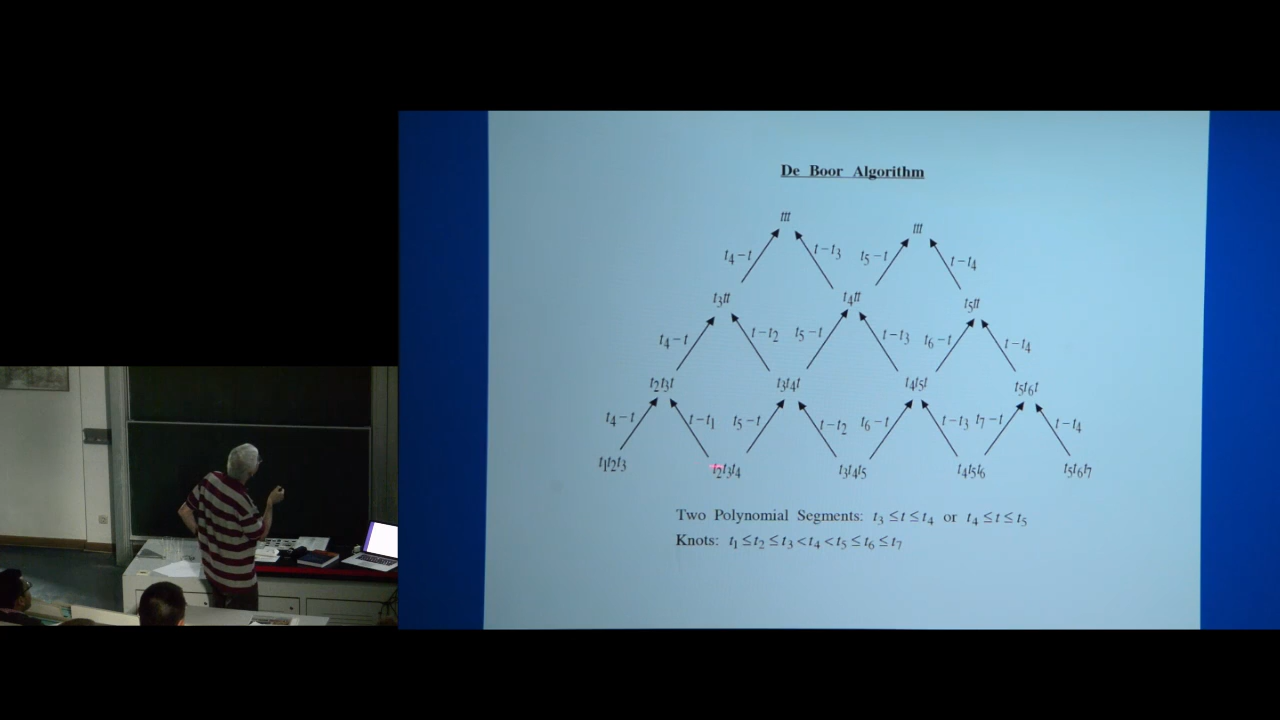 De Boor Algorithm
ttt ttt
t₄ − t t − t₃ t₅ − t t − t₄
t₃tt t₄tt t₅tt
t₄ − t t − t₂ t₅ − t t − t₃ t₆ − t t − t₄
t₂t₃t t₃t₄t t₄t₅t t₅t₆t
t₄ − t t − t₁ t₅ − t t − t₂ t₆ − t t − t₃ t₇ − t t − t₄
t₁t₂t₃ t₂t₃t₄ t₃t₄t₅ t₄t₅t₆ t₅t₆t₇
Two Polynomial Segments: t₃ ≤ t ≤ t₄ or t₄ ≤ t ≤ t₅
Knots: t₁ ≤ t₂ ≤ t₃ < t₄ < t₅ ≤ t₆ ≤ t₇